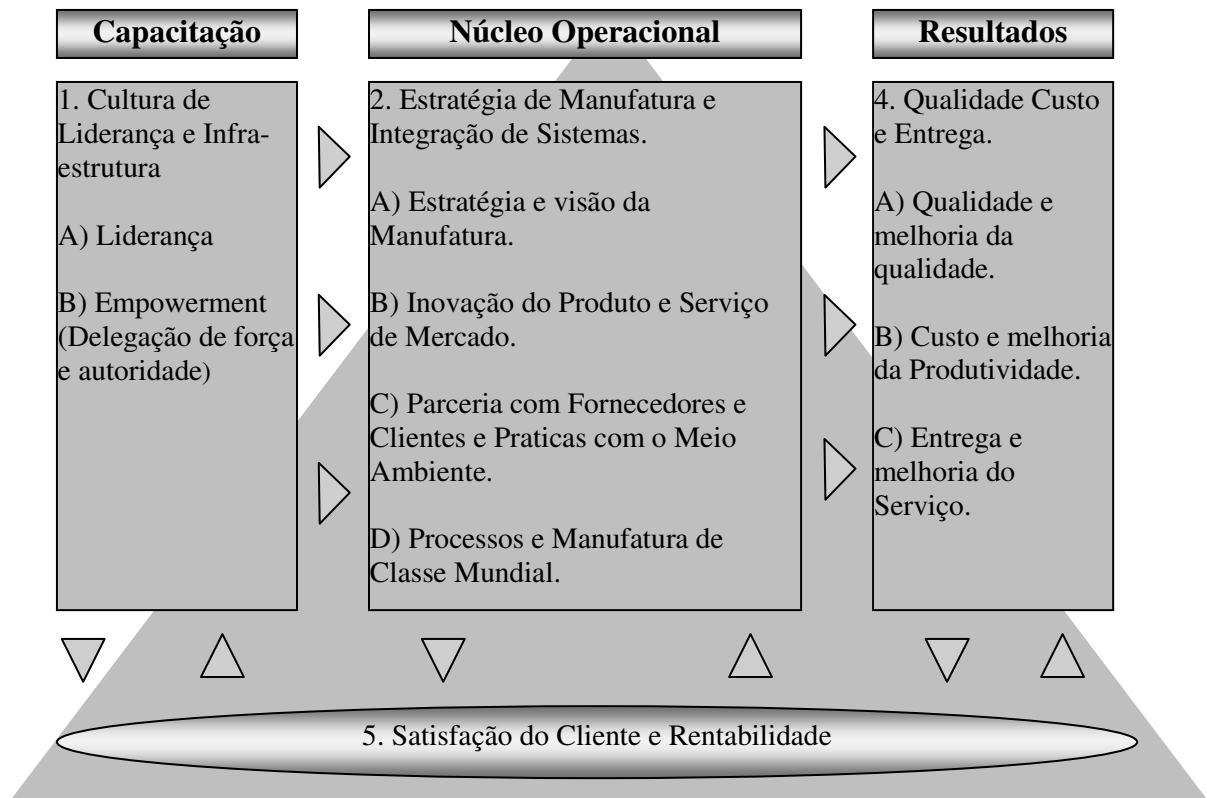 Capacitação
Núcleo Operacional
Resultados
1. Cultura de
Liderança e Infra-
estrutura
A) Liderança
B) Empowerment
(Delegação de força
e autoridade)
2. Estratégia de Manufatura e
Integração de Sistemas.
A) Estratégia e visão da
Manufatura.
B) Inovação do Produto e Serviço
de Mercado.
C) Parceria com Fornecedores e
Clientes e Praticas com o Meio
Ambiente.
D) Processos e Manufatura de
Classe Mundial.
4. Qualidade Custo
e Entrega.
A) Qualidade e
melhoria da
qualidade.
B) Custo e melhoria
da Produtividade.
C) Entrega e
melhoria do
Serviço.
5. Satisfação do Cliente e Rentabilidade